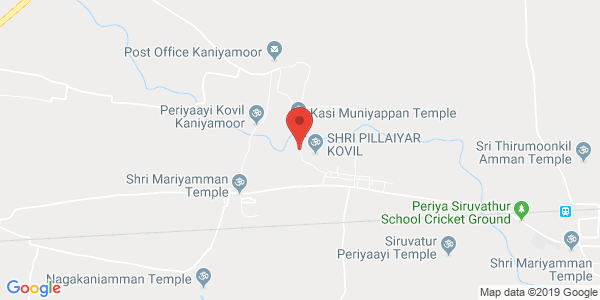 Post Office Kaniyamoor
Periyaayi Kovil
Kaniyamoor
Kasi Muniyappan Temple
SHRI PILLAIYAR
KOVIL
Sri Thirumoonkil
Amman Temple
Shri Mariyamman
Temple
Periya Siruvathur
School Cricket Ground
Siruvatur
Periyaayi Temple
Shri Mariyamman
Temple
Nagakaniamman Temple
Google
Map data ©2019 Google